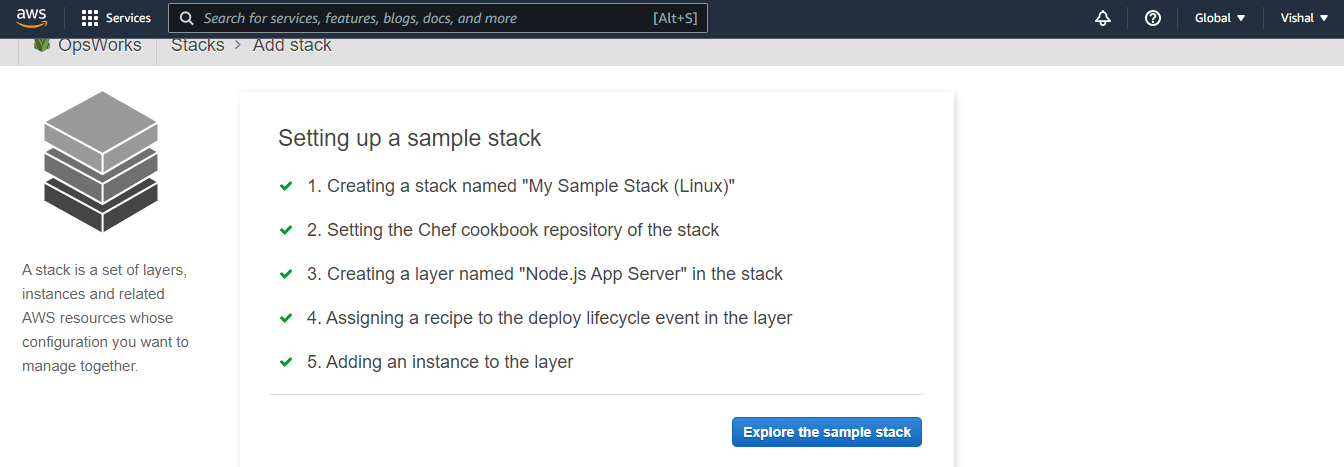 aws
Services
Search for services, features, blogs, docs, and more
[Alt+S]
Global
Vishal
OpsWorks
Stacks
Add stack
Setting up a sample stack
1. Creating a stack named "My Sample Stack (Linux)"
2. Setting the Chef cookbook repository of the stack
3. Creating a layer named "Node.js App Server" in the stack
4. Assigning a recipe to the deploy lifecycle event in the layer
5. Adding an instance to the layer
A stack is a set of layers,
instances and related
AWS resources whose
configuration you want to
manage together.
Explore the sample stack